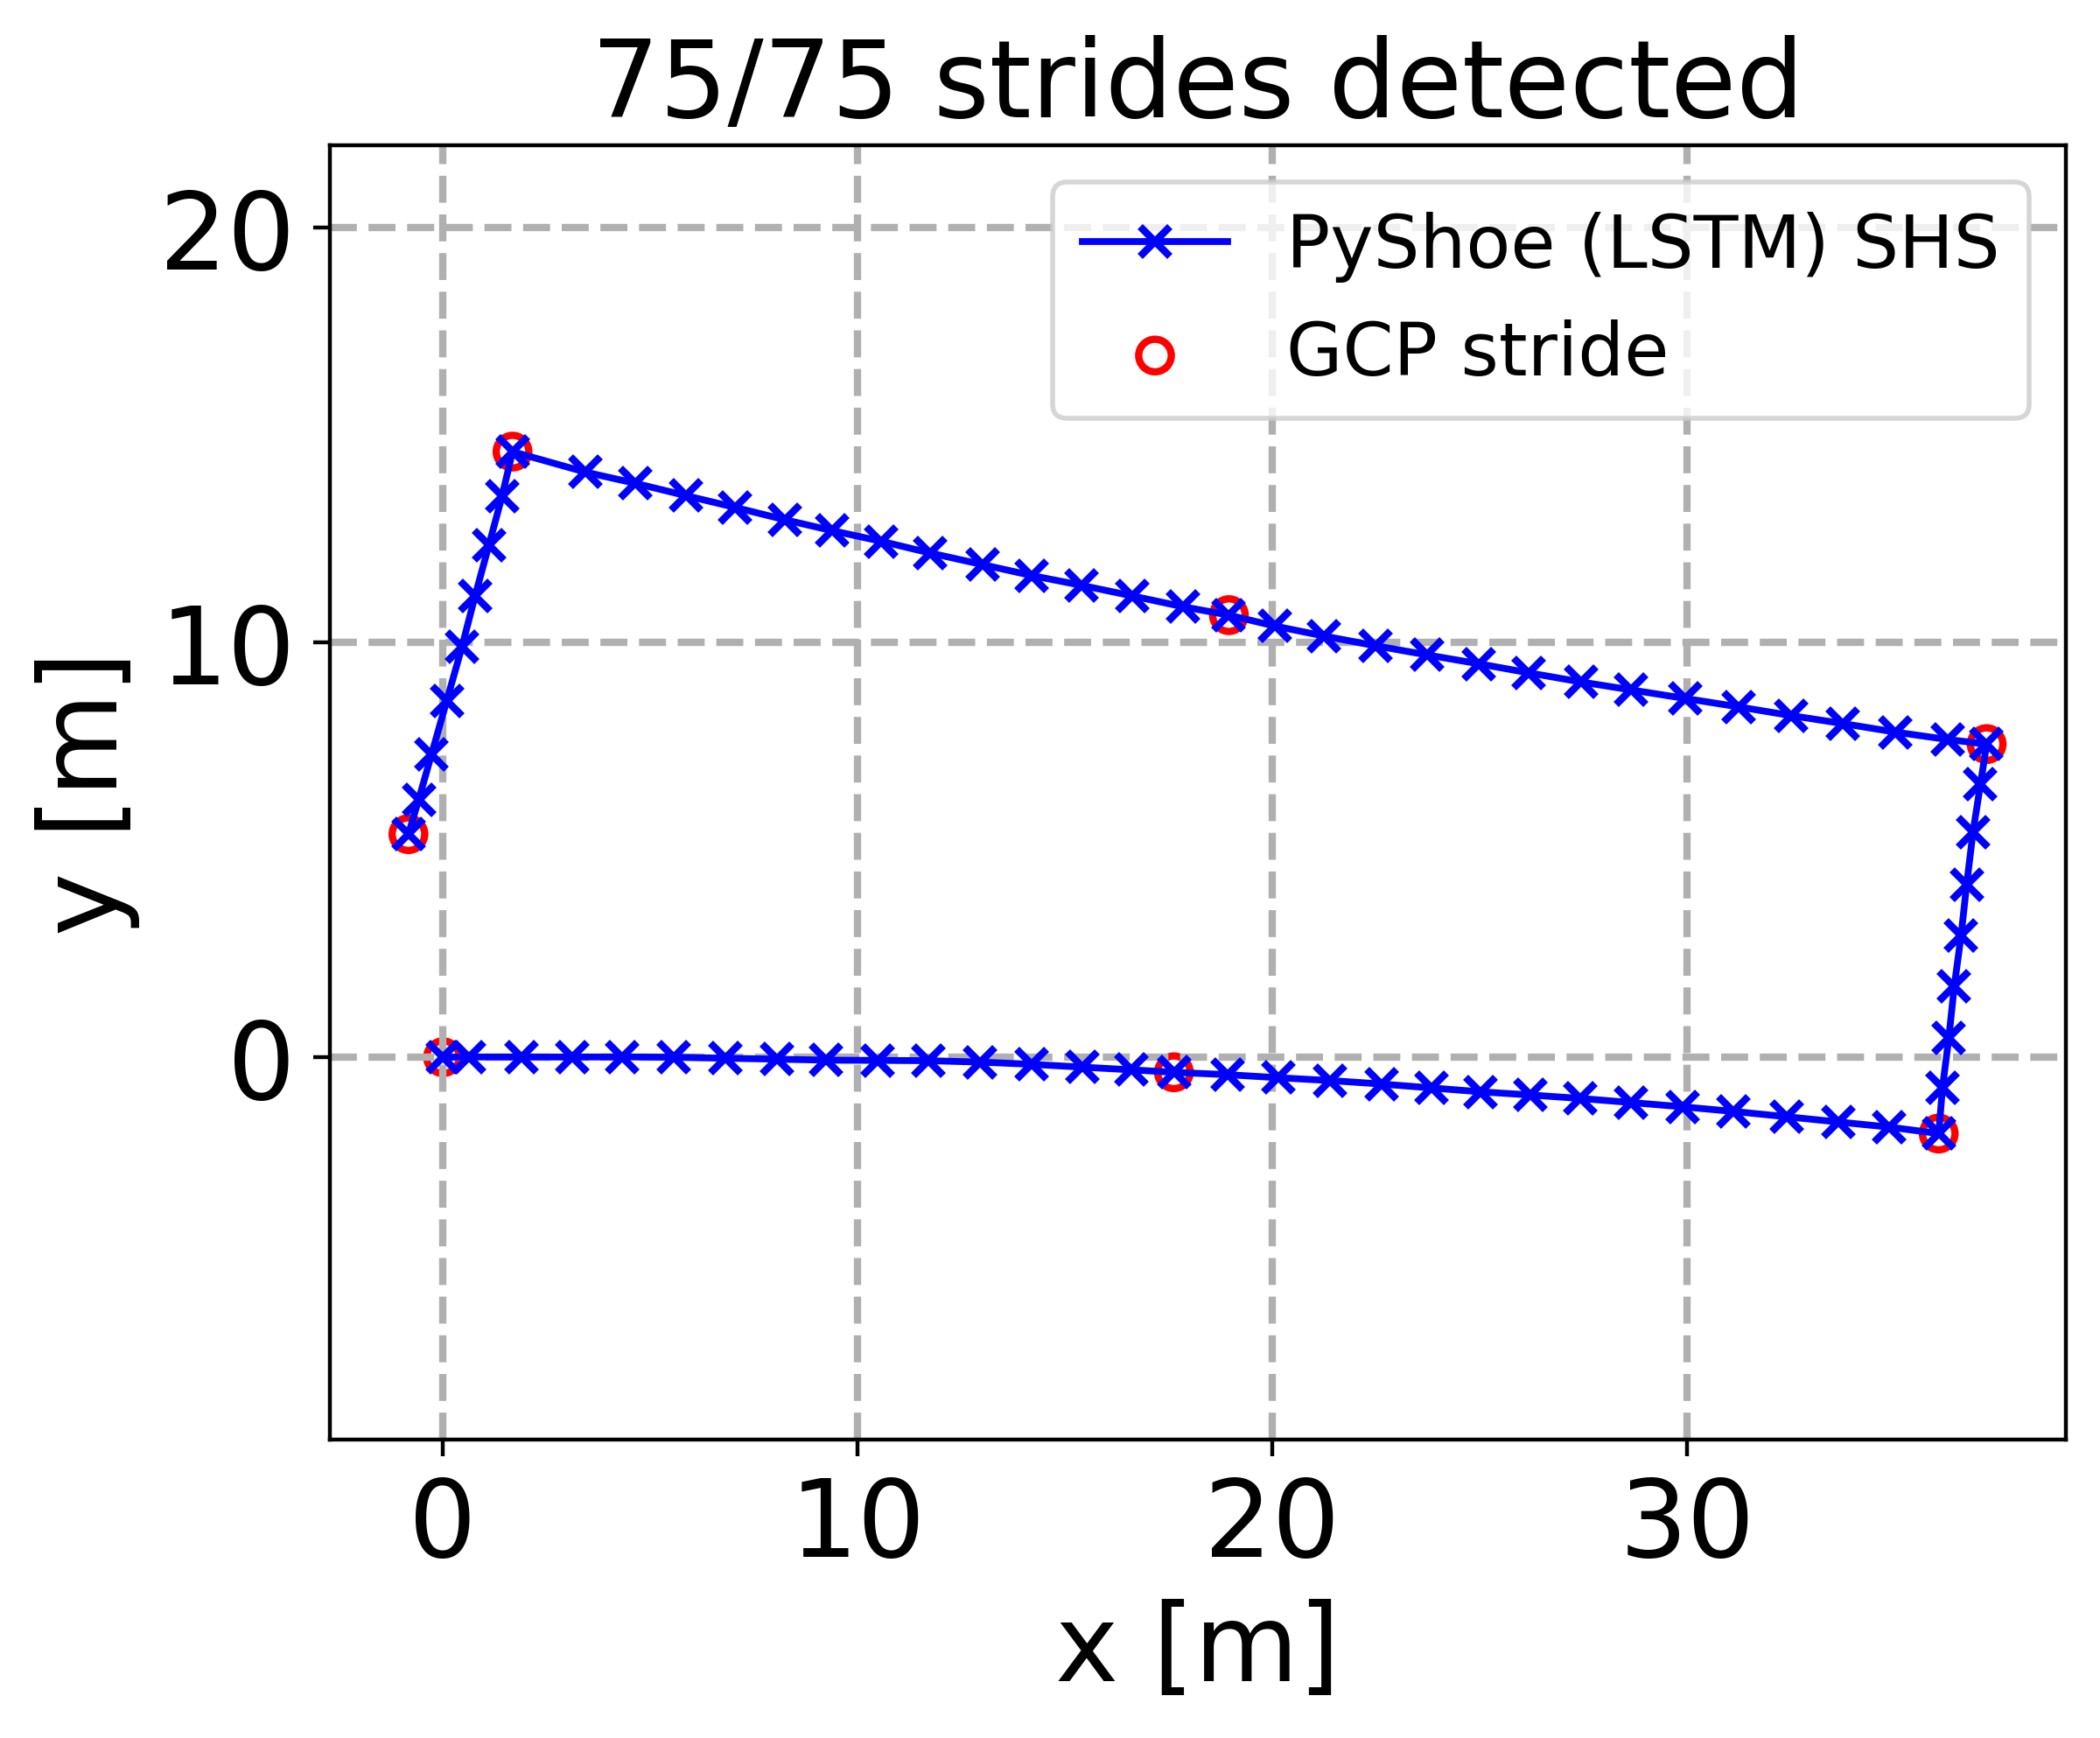 75/75 strides detected
PyShoe (LSTM) SHS
GCP stride
20
10
0
y [m]
0 10 20 30
x [m]